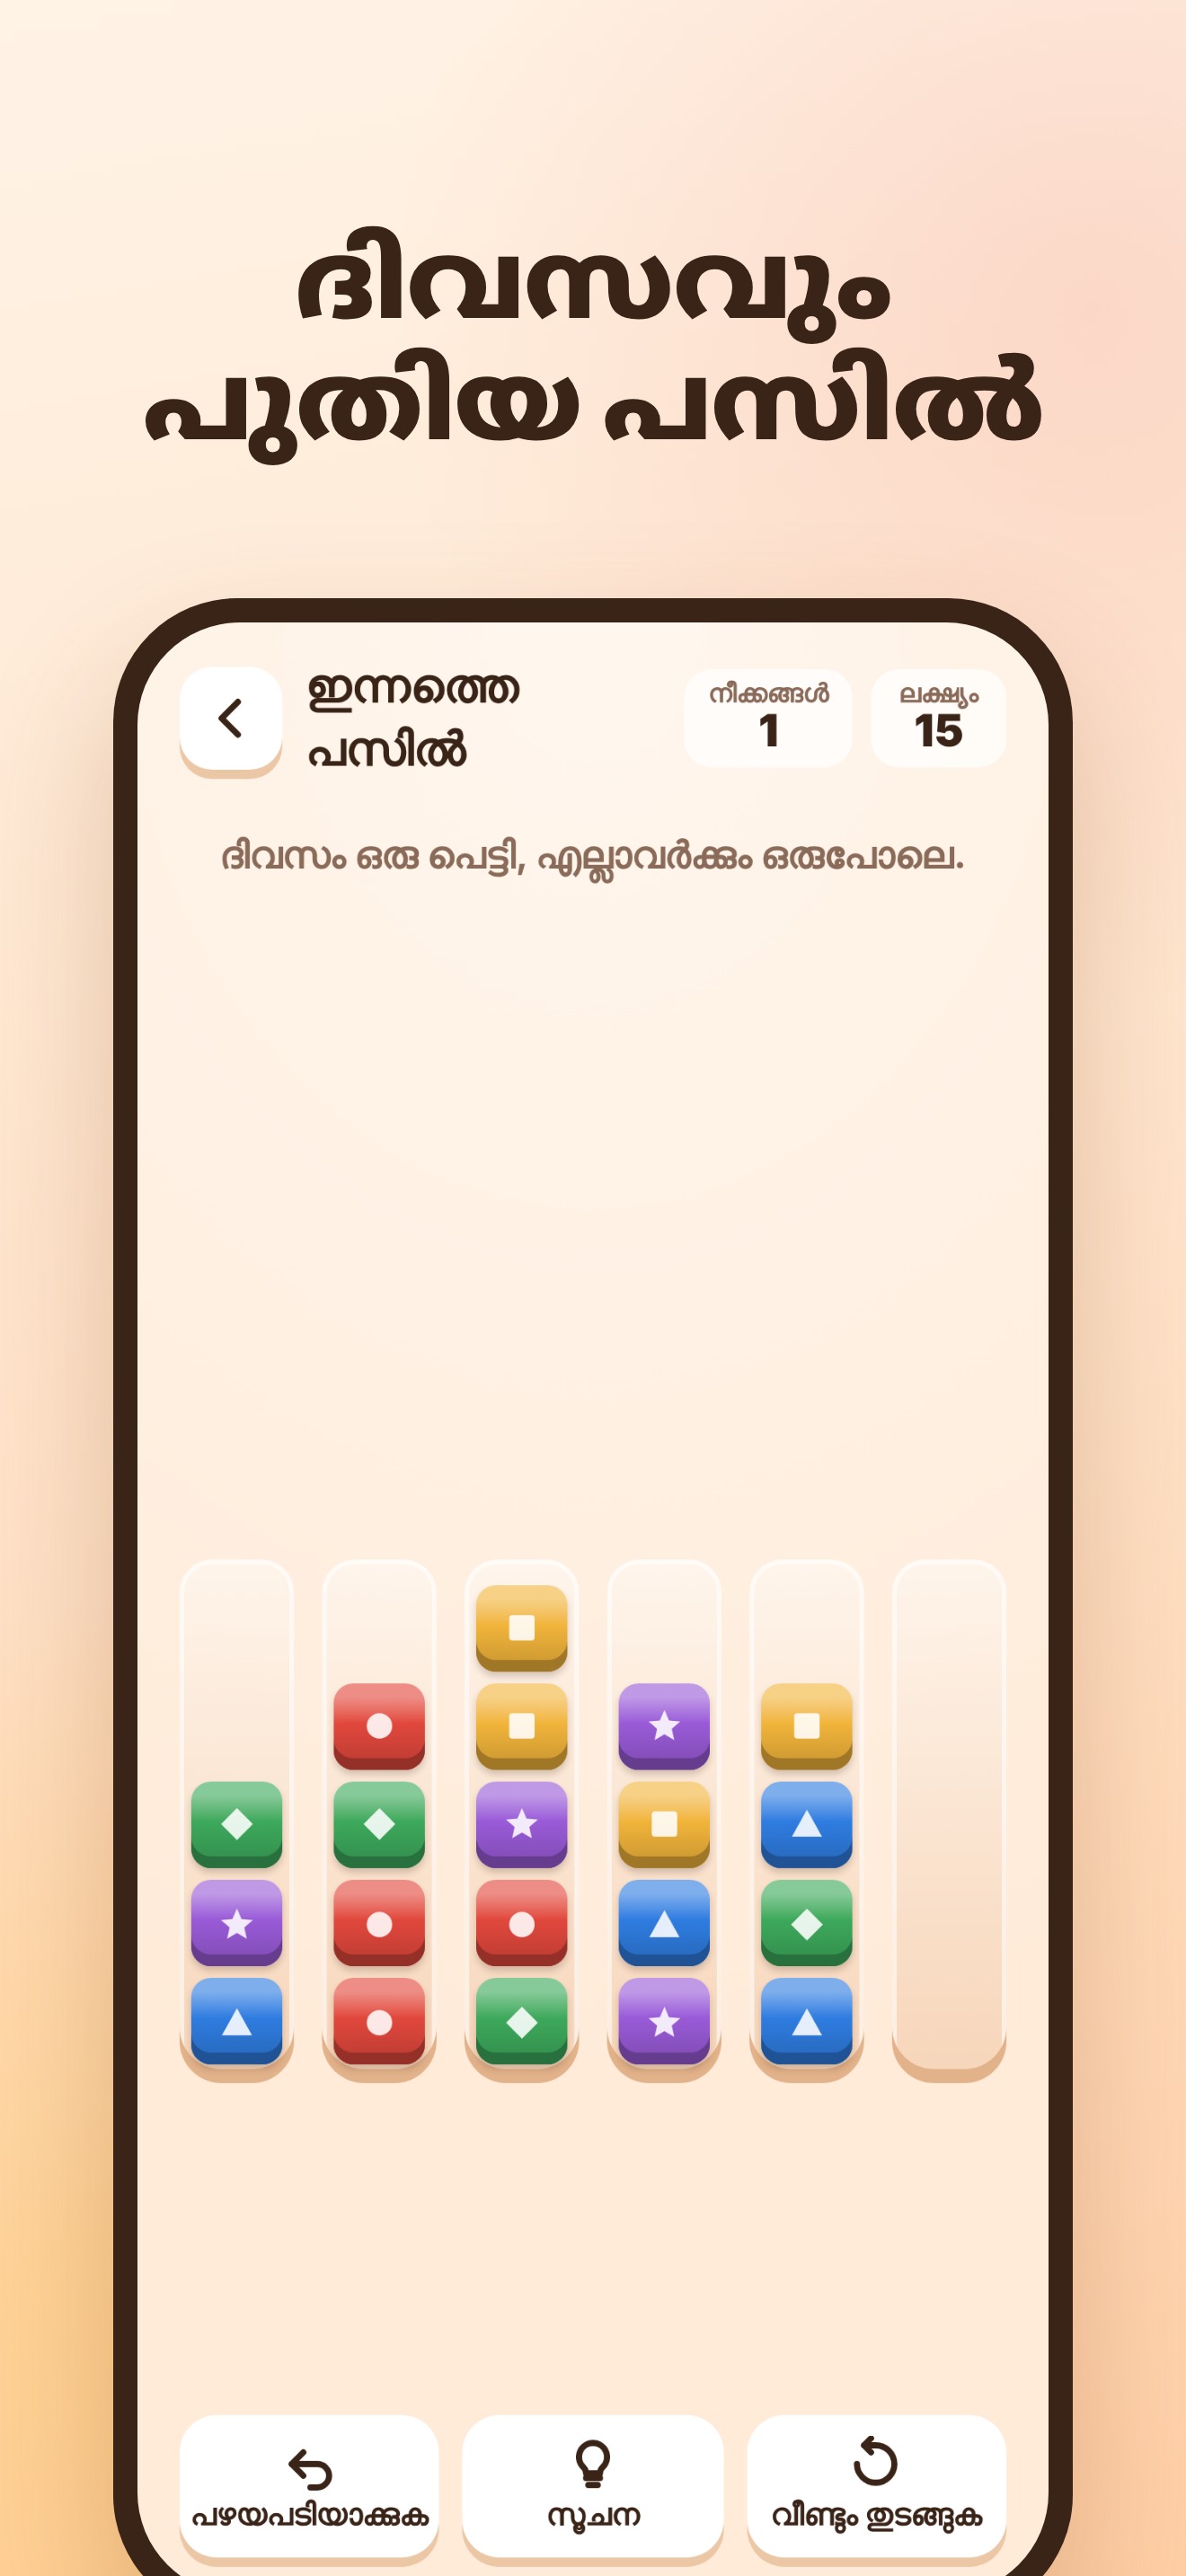 ദിവസവും
പുതിയ പസിൽ
ഇന്നത്തെ
പസിൽ
നീക്കങ്ങൾ
1
ലക്ഷ്യം
15
ദിവസം ഒരു പെട്ടി, എല്ലാവർക്കും ഒരുപോലെ.
പഴയപടിയാക്കുക
സൂചന
വീണ്ടും തുടങ്ങുക